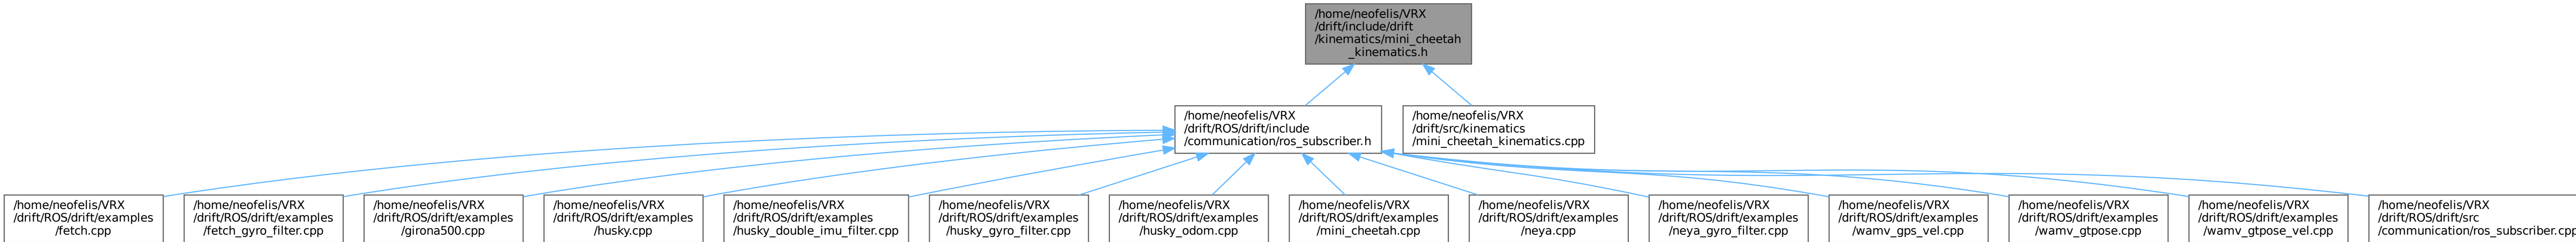 /home/neofelis/VRX
/drift/include/drift
/kinematics/mini_cheetah
_kinematics.h
/home/neofelis/VRX
/drift/ROS/drift/include
/communication/ros_subscriber.h
/home/neofelis/VRX
/drift/src/kinematics
/mini_cheetah_kinematics.cpp
/home/neofelis/VRX
/drift/ROS/drift/examples
/fetch.cpp
/home/neofelis/VRX
/drift/ROS/drift/examples
/fetch_gyro_filter.cpp
/home/neofelis/VRX
/drift/ROS/drift/examples
/girona500.cpp
/home/neofelis/VRX
/drift/ROS/drift/examples
/husky.cpp
/home/neofelis/VRX
/drift/ROS/drift/examples
/husky_double_imu_filter.cpp
/home/neofelis/VRX
/drift/ROS/drift/examples
/husky_gyro_filter.cpp
/home/neofelis/VRX
/drift/ROS/drift/examples
/husky_odom.cpp
/home/neofelis/VRX
/drift/ROS/drift/examples
/mini_cheetah.cpp
/home/neofelis/VRX
/drift/ROS/drift/examples
/neya.cpp
/home/neofelis/VRX
/drift/ROS/drift/examples
/neya_gyro_filter.cpp
/home/neofelis/VRX
/drift/ROS/drift/examples
/wamv_gps_vel.cpp
/home/neofelis/VRX
/drift/ROS/drift/examples
/wamv_gtpose.cpp
/home/neofelis/VRX
/drift/ROS/drift/examples
/wamv_gtpose_vel.cpp
/home/neofelis/VRX
/drift/ROS/drift/src
/communication/ros_subscriber.cpp